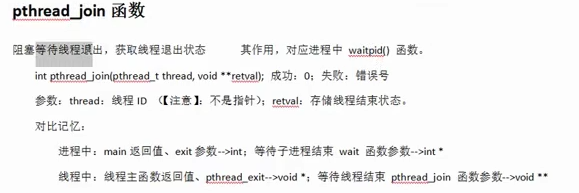 pthread_join 函数
阻塞等待线程退出，获取线程退出状态 其作用，对应进程中 waitpid() 函数。
int pthread_join(pthread_t thread, void **retval); 成功：0；失败：错误号
参数：thread：线程 ID （【注意】：不是指针）；retval：存储线程结束状态。
对比记忆：
进程中：main 返回值、exit 参数-->int；等待子进程结束 wait 函数参数-->int *
线程中：线程主函数返回值、pthread_exit-->void *；等待线程结束 pthread_join 函数参数-->void **